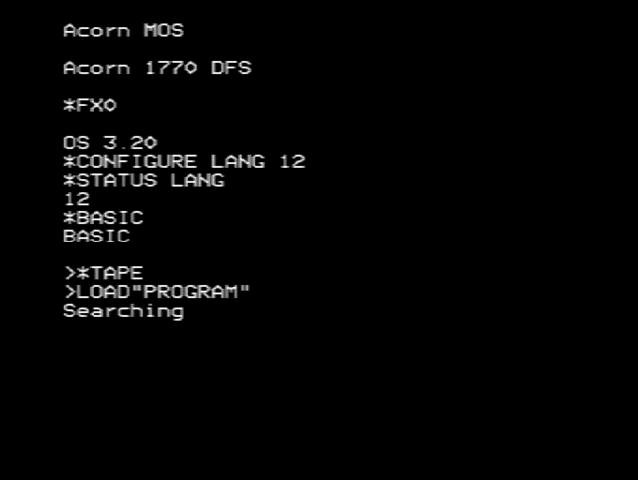 Acorn MOS
Acorn 1770 DFS
*FX0
OS 3.20
*CONFIGURE LANG 12
*STATUS LANG
12
*BASIC
BASIC
>*TAPE
>LOAD"PROGRAM"
Searching